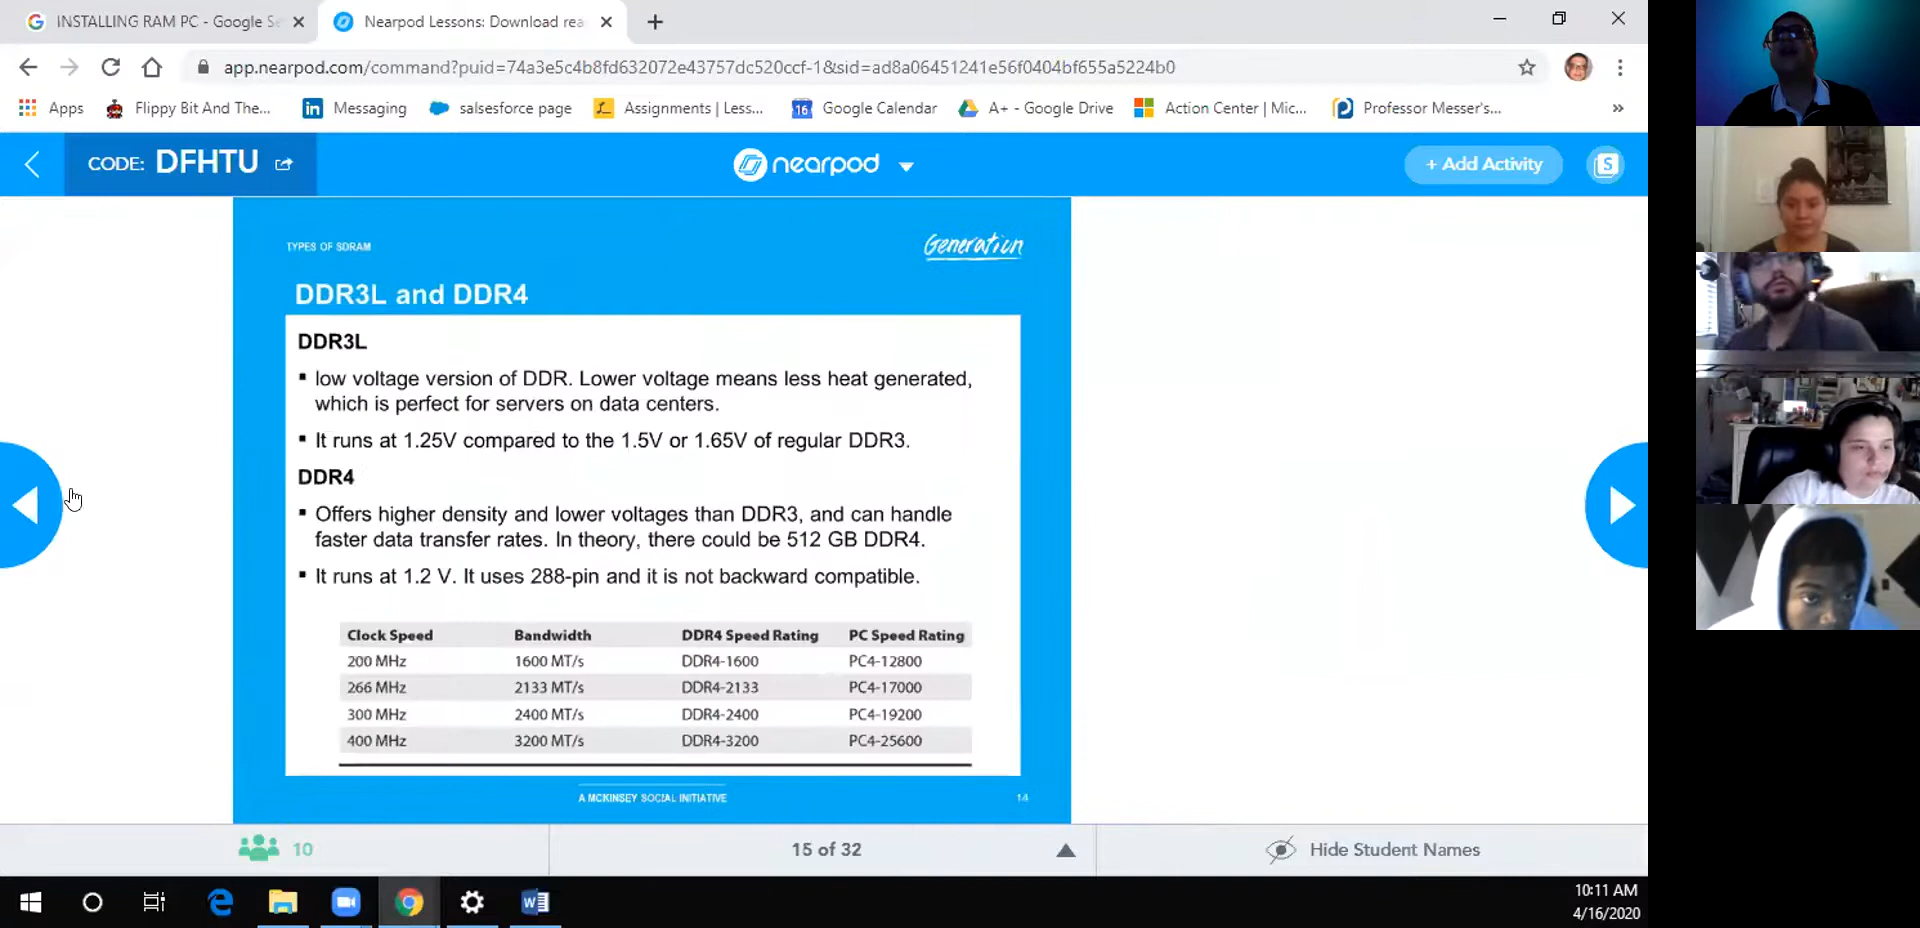 INSTALLING RAM PC - Google Se
Nearpod Lessons: Download rea
app.nearpod.com/command?puid=74a3e5c4b8fd632072e43757dc520ccf-1&sid=ad8a06451241e56f0404bf655a5224b0
Apps Flippy Bit And The... Messaging salsesforce page Assignments | Less... Google Calendar A+ - Google Drive Action Center | Mic... Professor Messer's... »
CODE: DFHTU nearpod + Add Activity S
TYPES OF SDRAM
Generation
DDR3L and DDR4
DDR3L
▪ low voltage version of DDR. Lower voltage means less heat generated,
which is perfect for servers on data centers.
▪ It runs at 1.25V compared to the 1.5V or 1.65V of regular DDR3.
DDR4
▪ Offers higher density and lower voltages than DDR3, and can handle
faster data transfer rates. In theory, there could be 512 GB DDR4.
▪ It runs at 1.2 V. It uses 288-pin and it is not backward compatible.
Clock Speed Bandwidth DDR4 Speed Rating PC Speed Rating
200 MHz 1600 MT/s DDR4-1600 PC4-12800
266 MHz 2133 MT/s DDR4-2133 PC4-17000
300 MHz 2400 MT/s DDR4-2400 PC4-19200
400 MHz 3200 MT/s DDR4-3200 PC4-25600
A MCKINSEY SOCIAL INITIATIVE
14
10 15 of 32 Hide Student Names
10:11 AM
4/16/2020